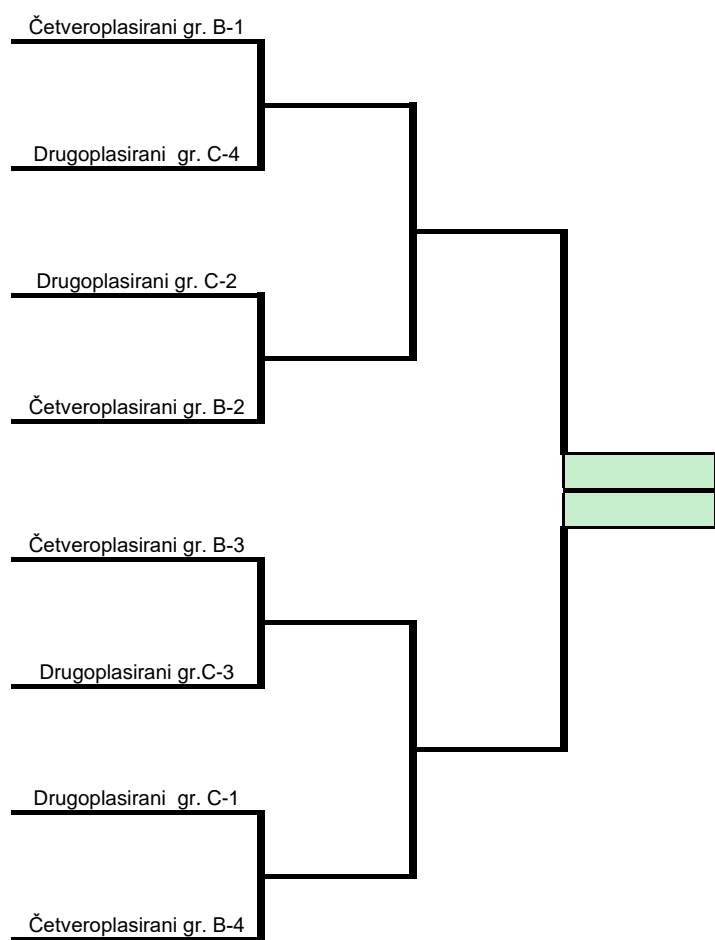 Četveroplasirani gr. B-1
Drugoplasirani  gr. C-4
Drugoplasirani gr. C-2
Četveroplasirani gr. B-2
Četveroplasirani gr. B-3
Drugoplasirani gr.C-3
Drugoplasirani  gr. C-1
Četveroplasirani gr. B-4